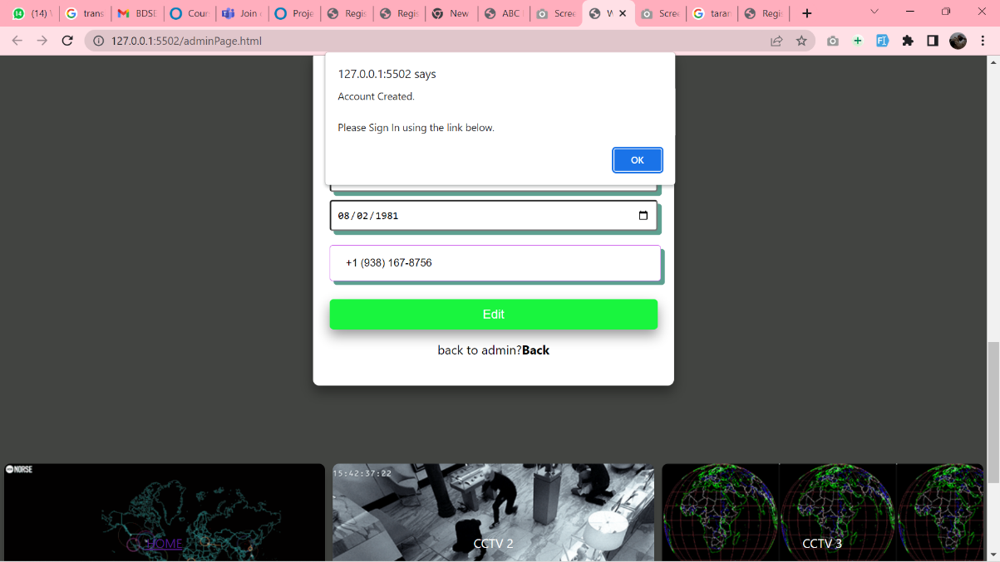 14 (14) W
trans
BDSE
Cour
Join
Proje
Regis
Regis
New
ABC
Scree
W
Scree
taran
Regis
127.0.0.1:5502/adminPage.html
127.0.0.1:5502 says
Account Created.
Please Sign In using the link below.
OK
08/02/1981
+1 (938) 167-8756
Edit
back to admin?Back
NORSE
15:42:37:22
HOME
CCTV 2
CCTV 3